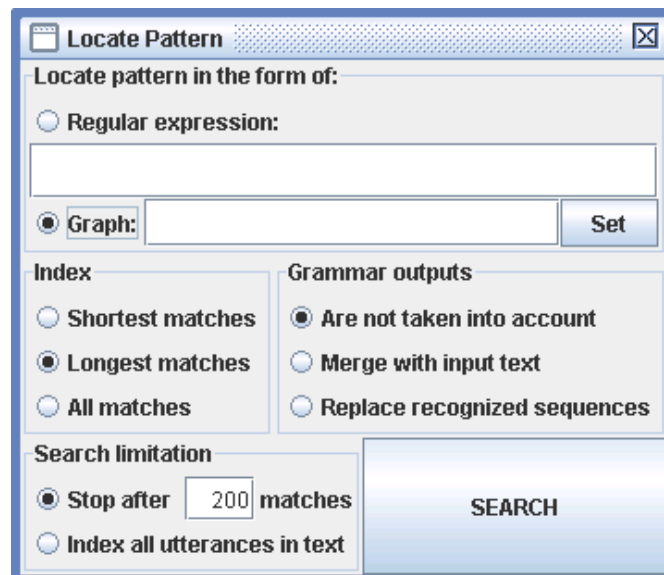 Locate Pattern
Locate pattern in the form of:
Regular expression:
Graph:
Set
Index
Shortest matches
Longest matches
All matches
Grammar outputs
Are not taken into account
Merge with input text
Replace recognized sequences
Search limitation
Stop after 200 matches
Index all utterances in text
SEARCH